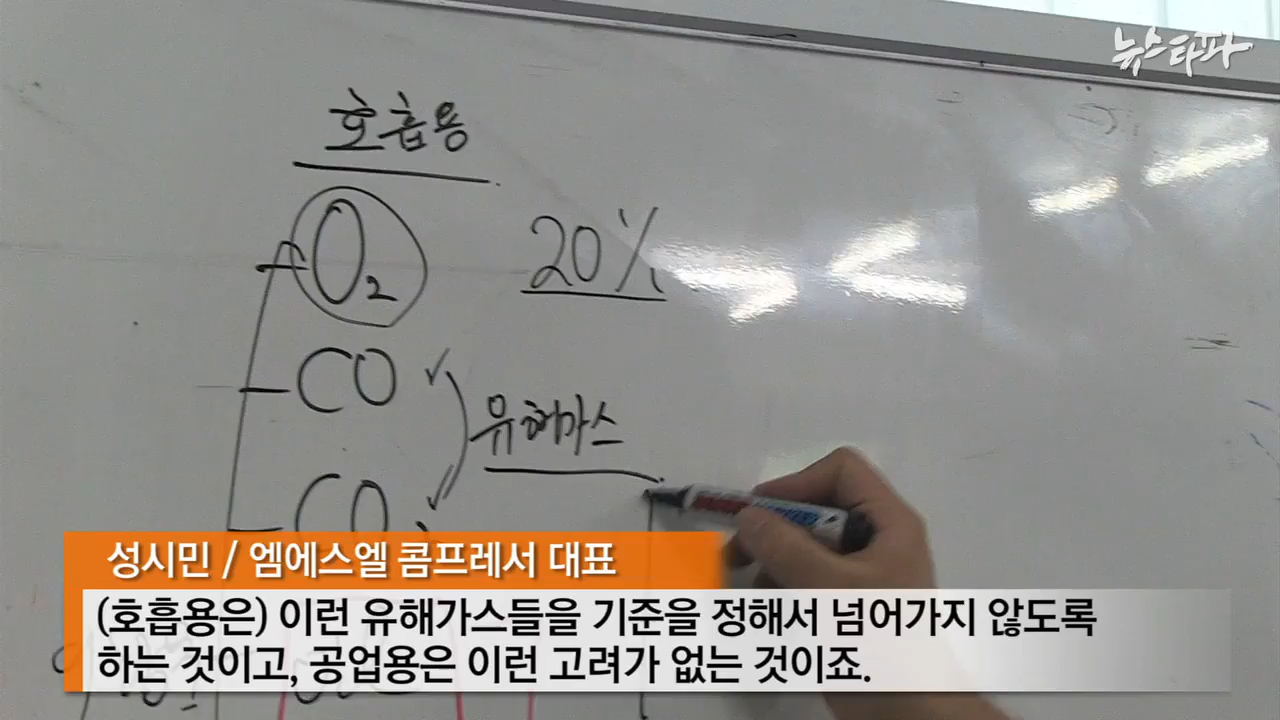 뉴스타파
호흡용
O₂ 20%
CO
유해가스
CO₂
성시민 / 엠에스엘 콤프레서 대표
(호흡용은) 이런 유해가스들을 기준을 정해서 넘어가지 않도록
하는 것이고, 공업용은 이런 고려가 없는 것이죠.